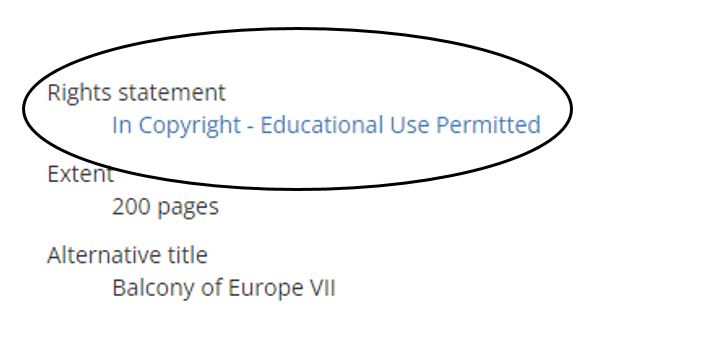 Rights statement
In Copyright - Educational Use Permitted
Extent
200 pages
Alternative title
Balcony of Europe VII